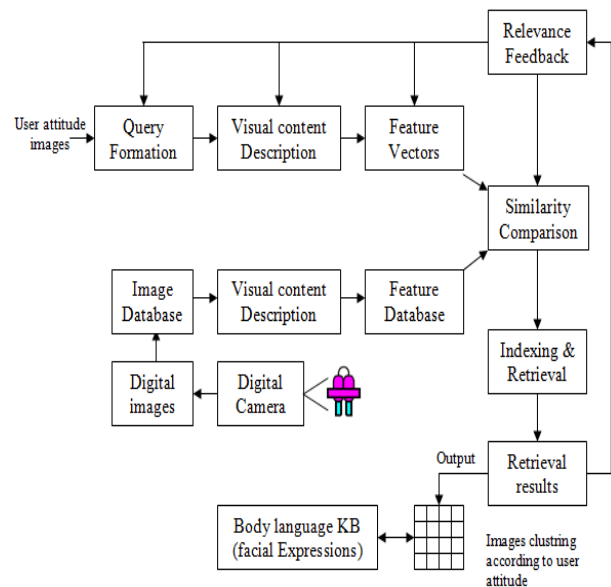 Relevance
Feedback
User attitude
images
Query
Formation
Visual content
Description
Feature
Vectors
Similarity
Comparison
Image
Database
Visual content
Description
Feature
Database
Digital
images
Digital
Camera
Indexing &
Retrieval
Output
Retrieval
results
Body language KB
(facial Expressions)
Images clustring
according to user
attitude